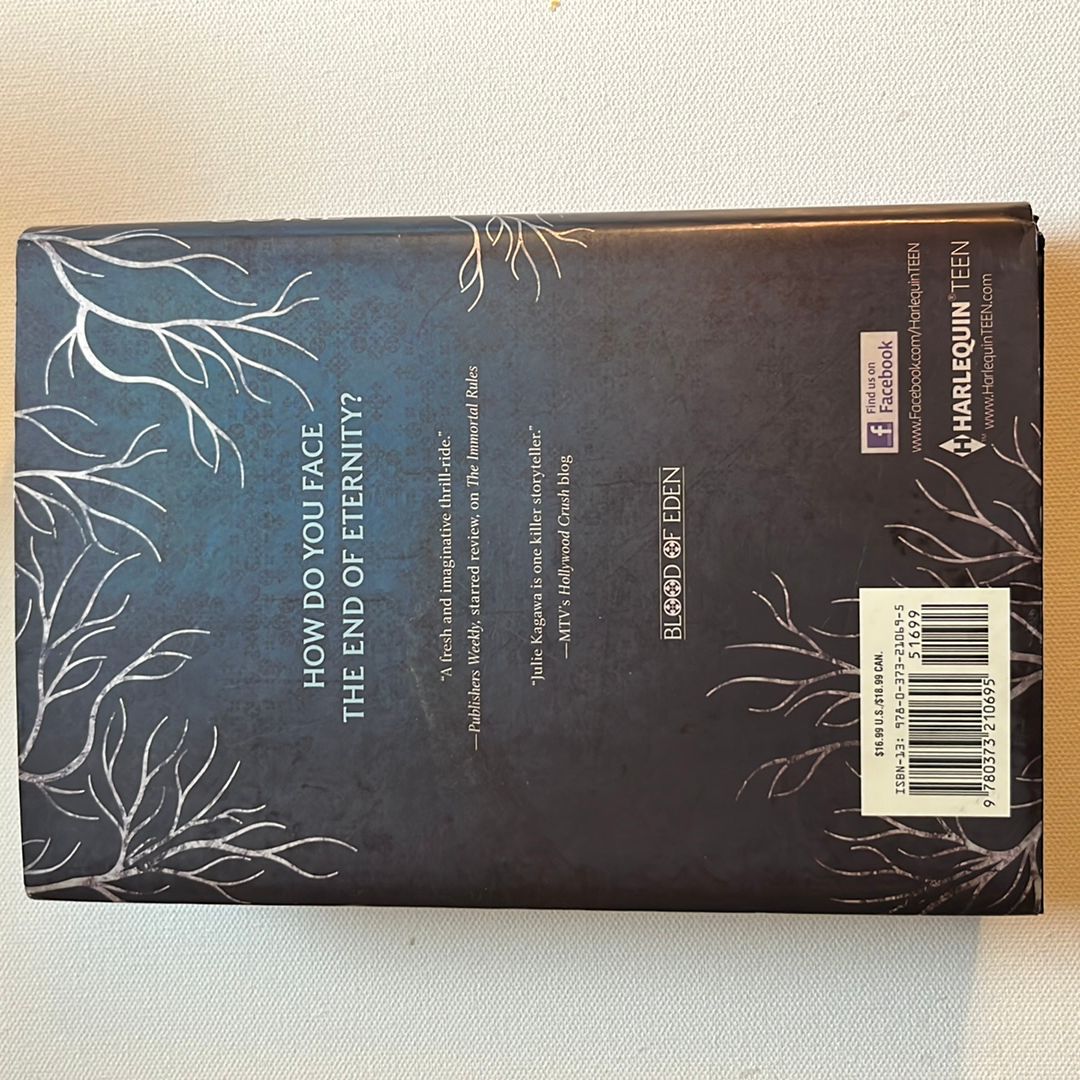 HOW DO YOU FACE
THE END OF ETERNITY?
“A fresh and imaginative thrill-ride.”
—Publishers Weekly, starred review, on The Immortal Rules
“Julie Kagawa is one killer storyteller.”
—MTV's Hollywood Crush blog
BLOOD OF EDEN
$16.99 U.S./$18.99 CAN.
ISBN-13: 978-0-373-21069-5
51699
9 780373 210695
f Find us on
Facebook
www.Facebook.com/HarlequinTEEN
HARLEQUIN® TEEN
™ www.HarlequinTEEN.com